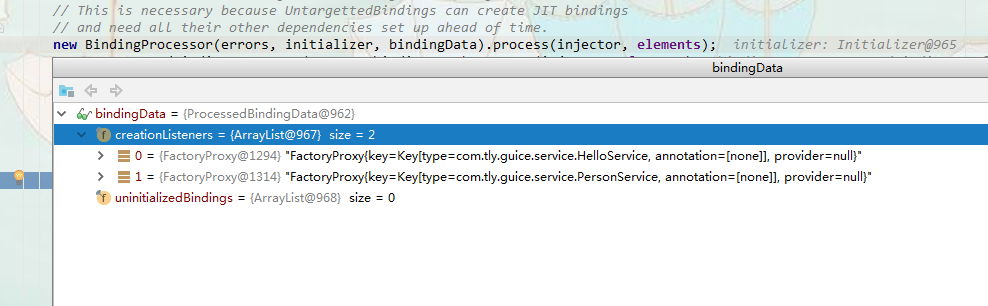 // This is necessary because UntargettedBindings can create JIT bindings
// and need all their other dependencies set up ahead of time.
new BindingProcessor(errors, initializer, bindingData).process(injector, elements); initializer: Initializer@965
bindingData
bindingData = {ProcessedBindingData@962}
creationListeners = {ArrayList@967} size = 2
0 = {FactoryProxy@1294} "FactoryProxy{key=Key[type=com.tly.guice.service.HelloService, annotation=[none]], provider=null}"
1 = {FactoryProxy@1314} "FactoryProxy{key=Key[type=com.tly.guice.service.PersonService, annotation=[none]], provider=null}"
uninitializedBindings = {ArrayList@968} size = 0